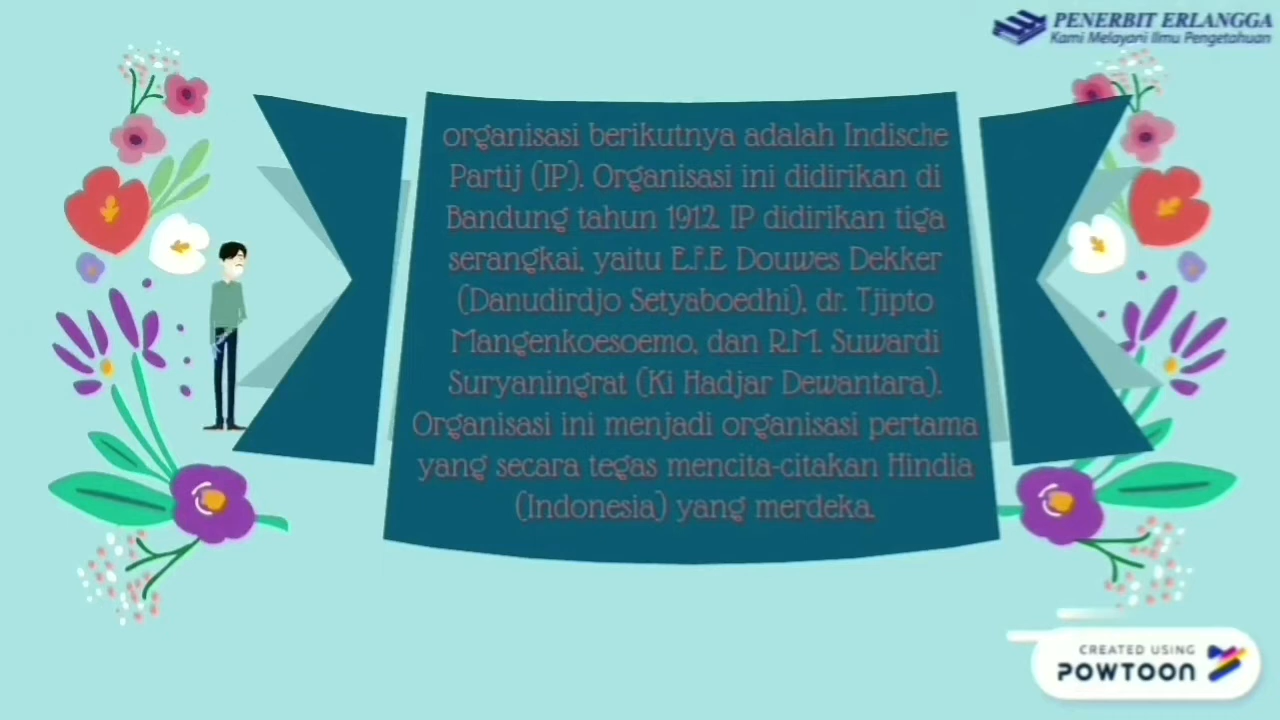 PENERBIT ERLANGGA
Kami Melayani Ilmu Pengetahuan
organisasi berikutnya adalah Indische
Partij (IP). Organisasi ini didirikan di
Bandung tahun 1912. IP didirikan tiga
serangkai, yaitu E.F.E Douwes Dekker
(Danudirdjo Setyaboedhi), dr. Tjipto
Mangenkoesoemo, dan R.M. Suwardi
Suryaningrat (Ki Hadjar Dewantara).
Organisasi ini menjadi organisasi pertama
yang secara tegas mencita-citakan Hindia
(Indonesia) yang merdeka.
CREATED USING
POWTOON